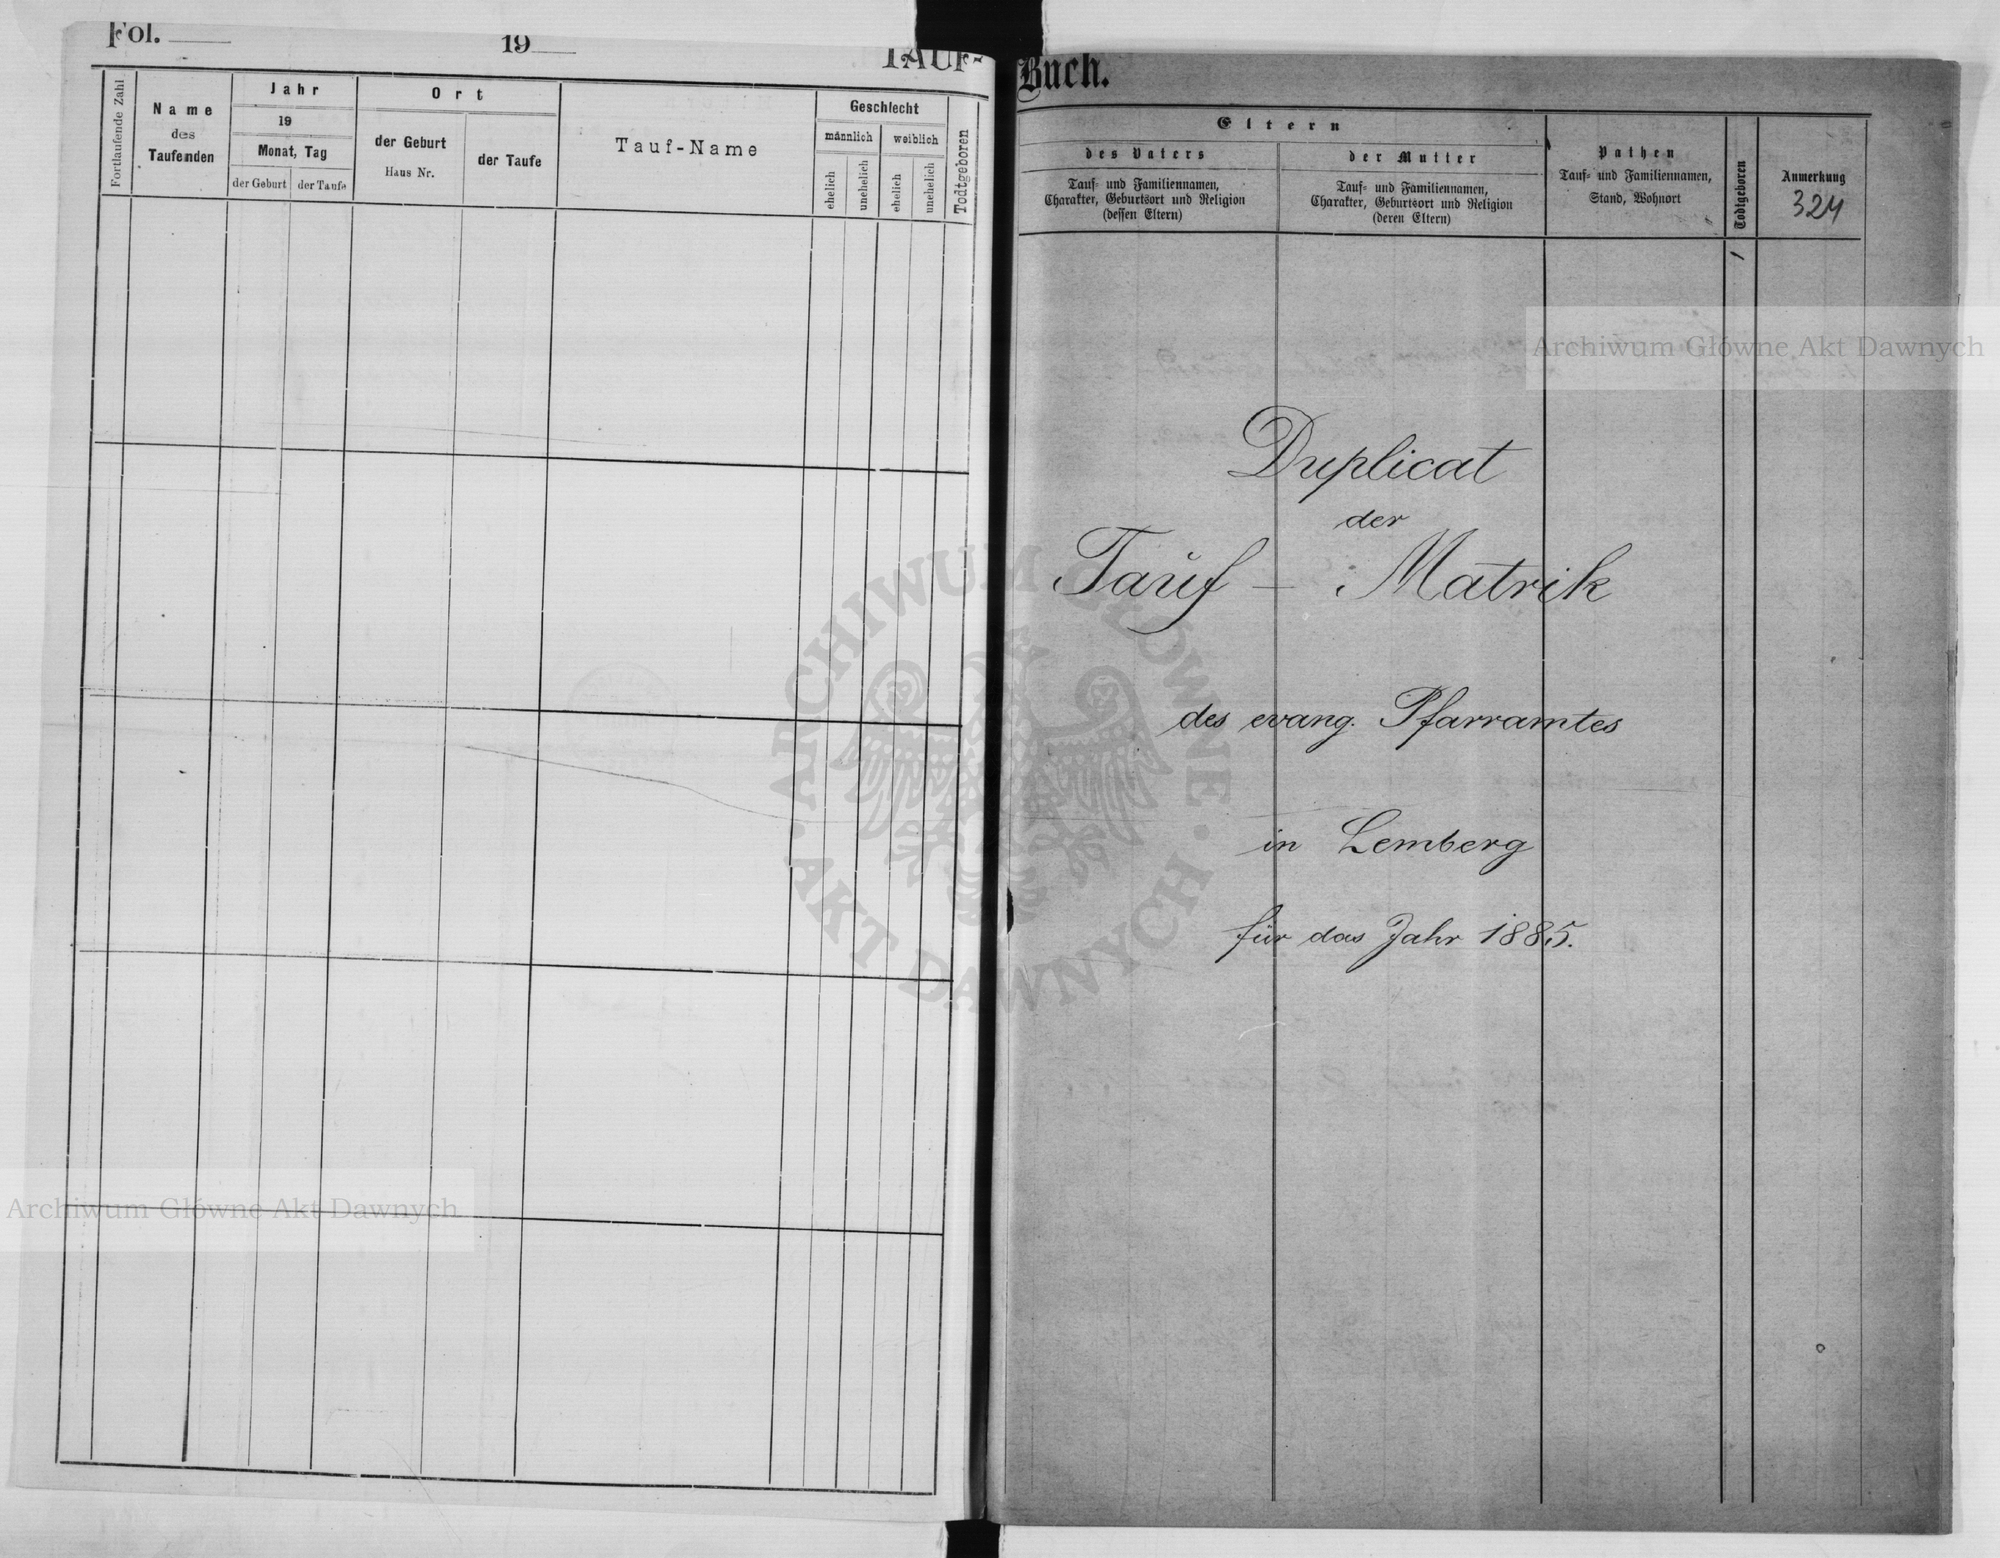 Fol.
19
TAUF-
Fortlaufende Zahl
Name
des
Taufenden
Jahr
19
Monat, Tag
der Geburt
der Taufe
Ort
der Geburt
Haus Nr.
der Taufe
Tauf-Name
Geschlecht
männlich
weiblich
ehelich
unehelich
ehelich
unehelich
Todtgeboren
Buch.
Eltern
des Vaters
Tauf- und Familiennamen,
Charakter, Geburtsort und Religion
(dessen Eltern)
der Mutter
Tauf- und Familiennamen,
Charakter, Geburtsort und Religion
(deren Eltern)
Pathen
Tauf- und Familiennamen,
Stand, Wohnort
Todtgeboren
Anmerkung
324
Duplicat
der
Tauf - Matrik
des evang. Pfarramtes
in Lemberg
für das Jahr 1885.
Archiwum Główne Akt Dawnych
ARCHIWUM GŁÓWNE
AKT DAWNYCH
Archiwum Główne Akt Dawnych